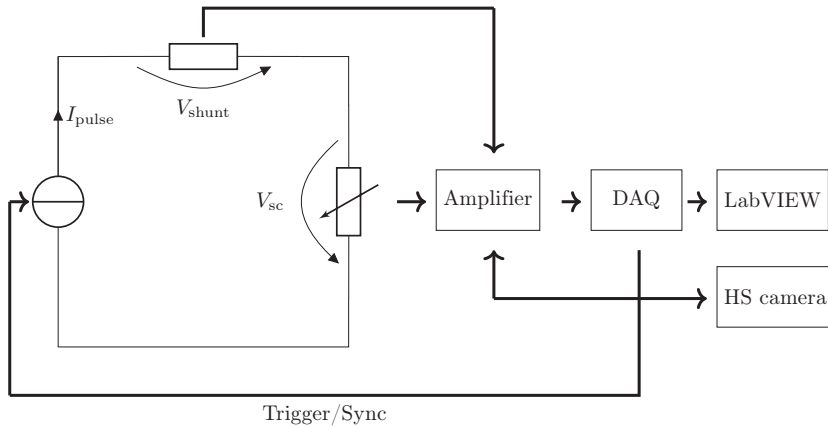 V_shunt
I_pulse
V_sc
Amplifier
DAQ
LabVIEW
HS camera
Trigger/Sync